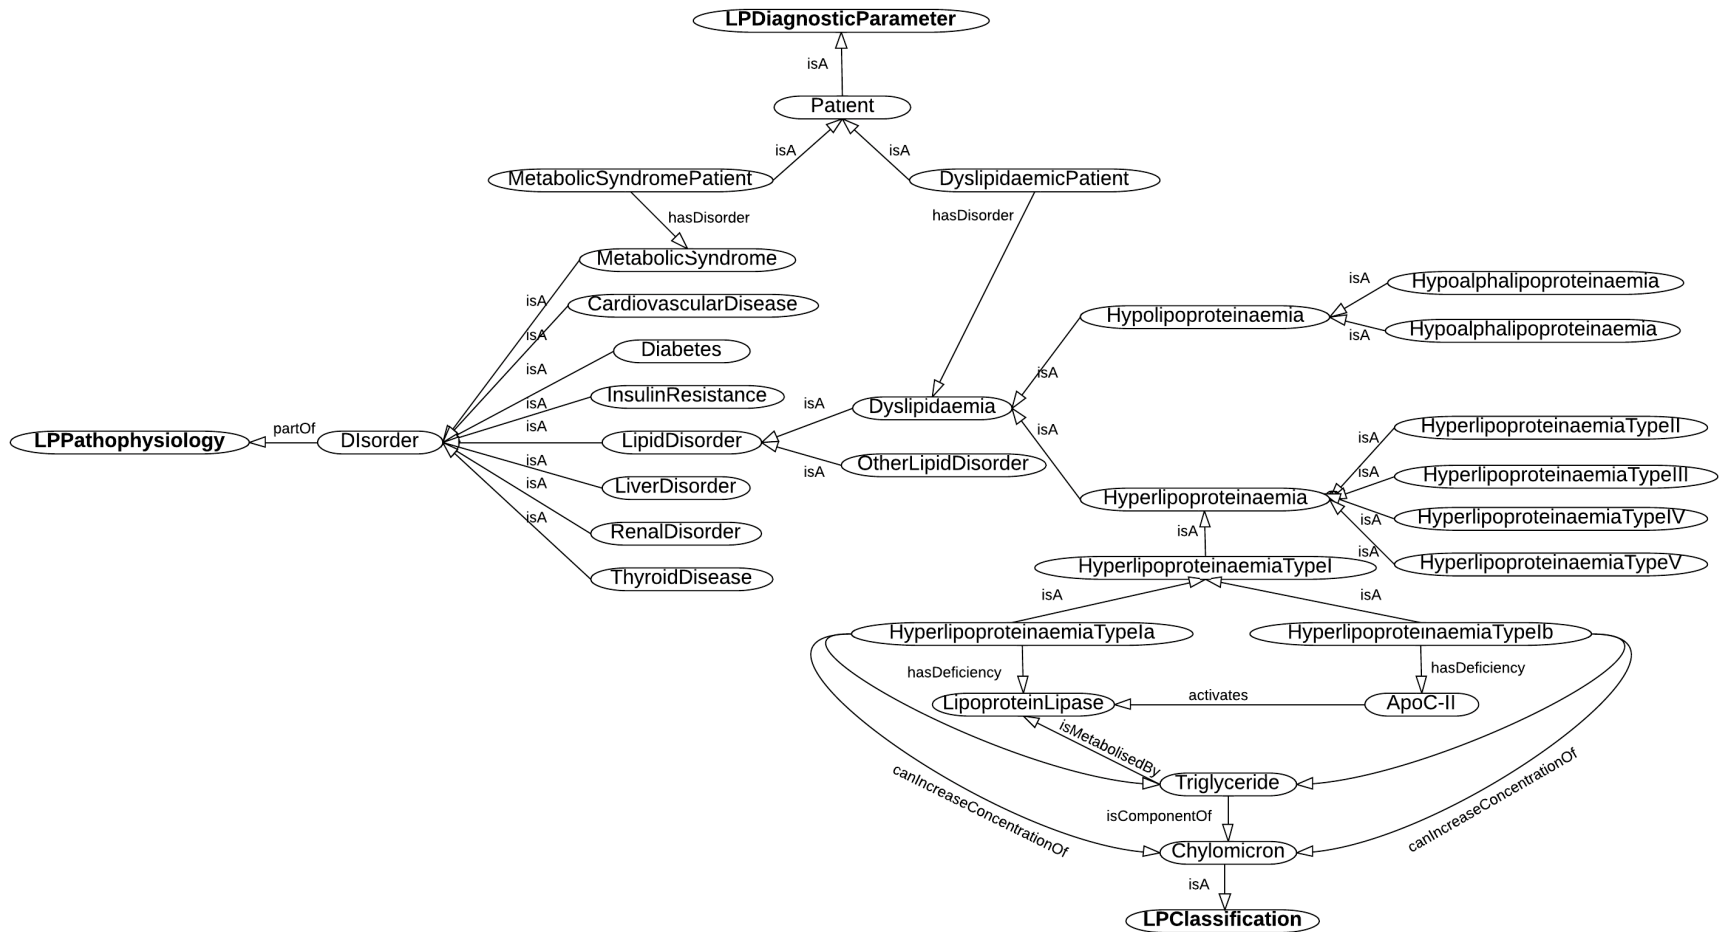 LPDiagnosticParameter
isA
Patient
isA
isA
MetabolicSyndromePatient
DyslipidaemicPatient
hasDisorder
hasDisorder
MetabolicSyndrome
isA
CardiovascularDisease
isA
Diabetes
isA
InsulinResistance
isA
LPPathophysiology
partOf
DIsorder
isA
LipidDisorder
isA
LiverDisorder
isA
RenalDisorder
isA
ThyroidDisease
isA
Dyslipidaemia
isA
OtherLipidDisorder
isA
Hypolipoproteinaemia
isA
Hypoalphalipoproteinaemia
isA
Hypoalphalipoproteinaemia
isA
Hyperlipoproteinaemia
isA
HyperlipoproteinaemiaTypeII
isA
HyperlipoproteinaemiaTypeIII
isA
HyperlipoproteinaemiaTypeIV
isA
HyperlipoproteinaemiaTypeV
isA
isA
HyperlipoproteinaemiaTypeI
isA
isA
HyperlipoproteinaemiaTypeIa
HyperlipoproteinaemiaTypeIb
hasDeficiency
hasDeficiency
LipoproteinLipase
activates
ApoC-II
isMetabolisedBy
Triglyceride
canIncreaseConcentrationOf
isComponentOf
canIncreaseConcentrationOf
Chylomicron
isA
LPClassification